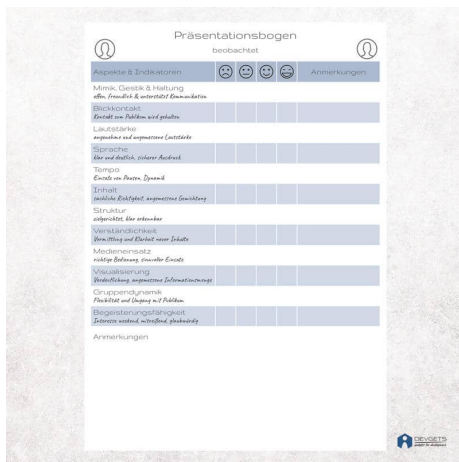 Präsentationsbogen
beobachtet
Aspekte & Indikatoren
Anmerkungen
Mimik, Gestik & Haltung
offen, freundlich & unterstützt Kommunikation
Blickkontakt
Kontakt zum Publikum wird gehalten
Lautstärke
angenehme und angemessene Lautstärke
Sprache
klar und deutlich, sicherer Ausdruck
Tempo
Einsatz von Pausen, Dynamik
Inhalt
sachliche Richtigkeit, angemessene Gewichtung
Struktur
zielgerichtet, klar erkennbar
Verständlichkeit
Vermittlung und Klarheit neuer Inhalte
Medieneinsatz
richtige Bedienung, sinnvoller Einsatz
Visualisierung
Verdeutlichung, angemessene Informationsmenge
Gruppendynamik
Flexibilität und Umgang mit Publikum
Begeisterungsfähigkeit
Interesse weckend, mitreißend, glaubwürdig
Anmerkungen
DEVGETS
gadgets for developers